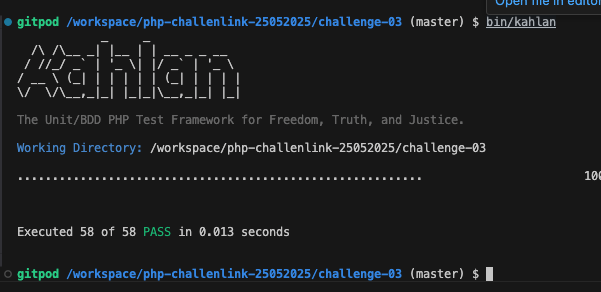 Open file in editor
gitpod /workspace/php-challenlink-25052025/challenge-03 (master) $ bin/kahlan
kahlan
The Unit/BDD PHP Test Framework for Freedom, Truth, and Justice.
Working Directory: /workspace/php-challenlink-25052025/challenge-03
.......................................................... 100
Executed 58 of 58 PASS in 0.013 seconds
gitpod /workspace/php-challenlink-25052025/challenge-03 (master) $